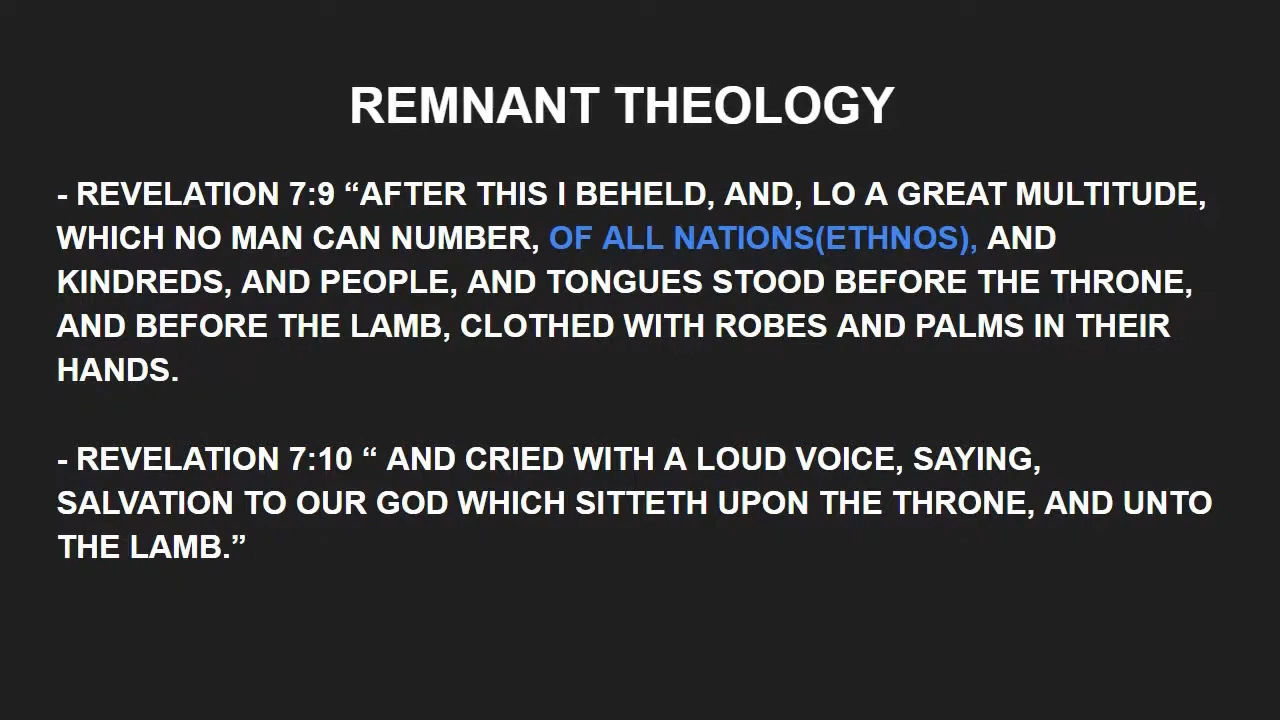 REMNANT THEOLOGY
- REVELATION 7:9 “AFTER THIS I BEHELD, AND, LO A GREAT MULTITUDE,
WHICH NO MAN CAN NUMBER, OF ALL NATIONS(ETHNOS), AND
KINDREDS, AND PEOPLE, AND TONGUES STOOD BEFORE THE THRONE,
AND BEFORE THE LAMB, CLOTHED WITH ROBES AND PALMS IN THEIR
HANDS.
- REVELATION 7:10 “ AND CRIED WITH A LOUD VOICE, SAYING,
SALVATION TO OUR GOD WHICH SITTETH UPON THE THRONE, AND UNTO
THE LAMB.”